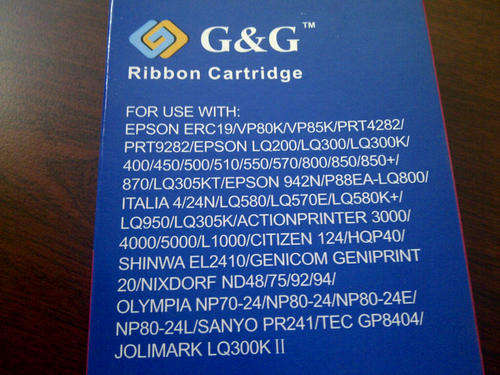 G&G™
Ribbon Cartridge
FOR USE WITH:
EPSON ERC19/VP80K/VP85K/PRT4282/
PRT9282/EPSON LQ200/LQ300/LQ300K/
400/450/500/510/550/570/800/850/850+/
870/LQ305KT/EPSON 942N/P88EA-LQ800/
ITALIA 4/24N/LQ580/LQ570E/LQ580K+/
LQ950/LQ305K/ACTIONPRINTER 3000/
4000/5000/L1000/CITIZEN 124/HQP40/
SHINWA EL2410/GENICOM GENIPRINT
20/NIXDORF ND48/75/92/94/
OLYMPIA NP70-24/NP80-24/NP80-24E/
NP80-24L/SANYO PR241/TEC GP8404/
JOLIMARK LQ300KⅡ